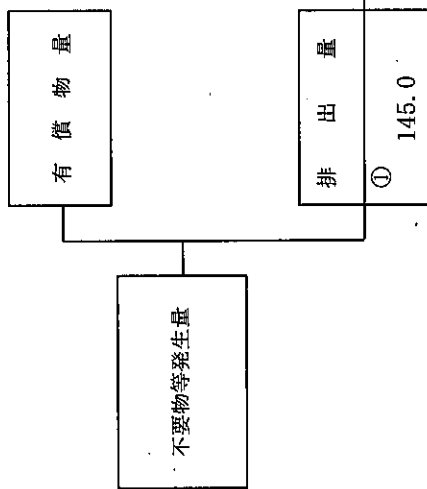 不要物等発生量
有償物量
排出量
①
145.0